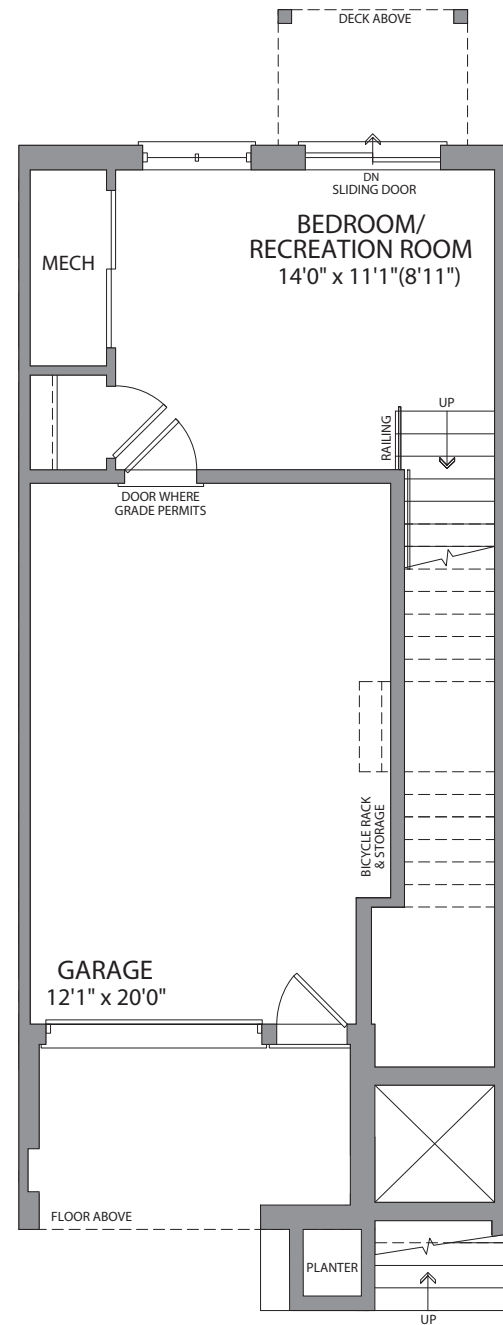 DECK ABOVE
DN
SLIDING DOOR
BEDROOM/
RECREATION ROOM
14'0" x 11'1"(8'11")
MECH
UP
RAILING
DOOR WHERE
GRADE PERMITS
BICYCLE RACK
& STORAGE
GARAGE
12'1" x 20'0"
FLOOR ABOVE
PLANTER
UP